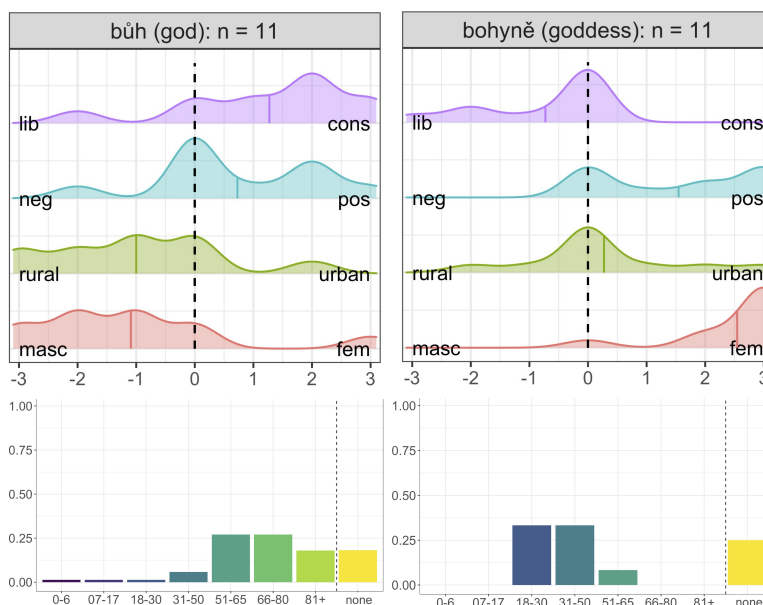 bůh (god): n = 11
lib cons
neg pos
rural urban
masc fem
-3 -2 -1 0 1 2 3
bohyně (goddess): n = 11
lib cons
neg pos
rural urban
masc fem
-3 -2 -1 0 1 2 3
1.00
0.75
0.50
0.25
0.00
0-6 07-17 18-30 31-50 51-65 66-80 81+ none
1.00
0.75
0.50
0.25
0.00
0-6 07-17 18-30 31-50 51-65 66-80 81+ none